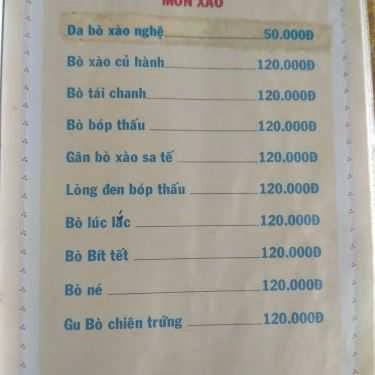 MÓN XÀO
Da bò xào nghệ 50.000Đ
Bò xào củ hành 120.000Đ
Bò tái chanh 120.000Đ
Bò bóp thấu 120.000Đ
Gân bò xào sa tế 120.000Đ
Lòng đen bóp thấu 120.000Đ
Bò lúc lắc 120.000Đ
Bò Bít tết 120.000Đ
Bò né 120.000Đ
Gu Bò chiên trứng 120.000Đ